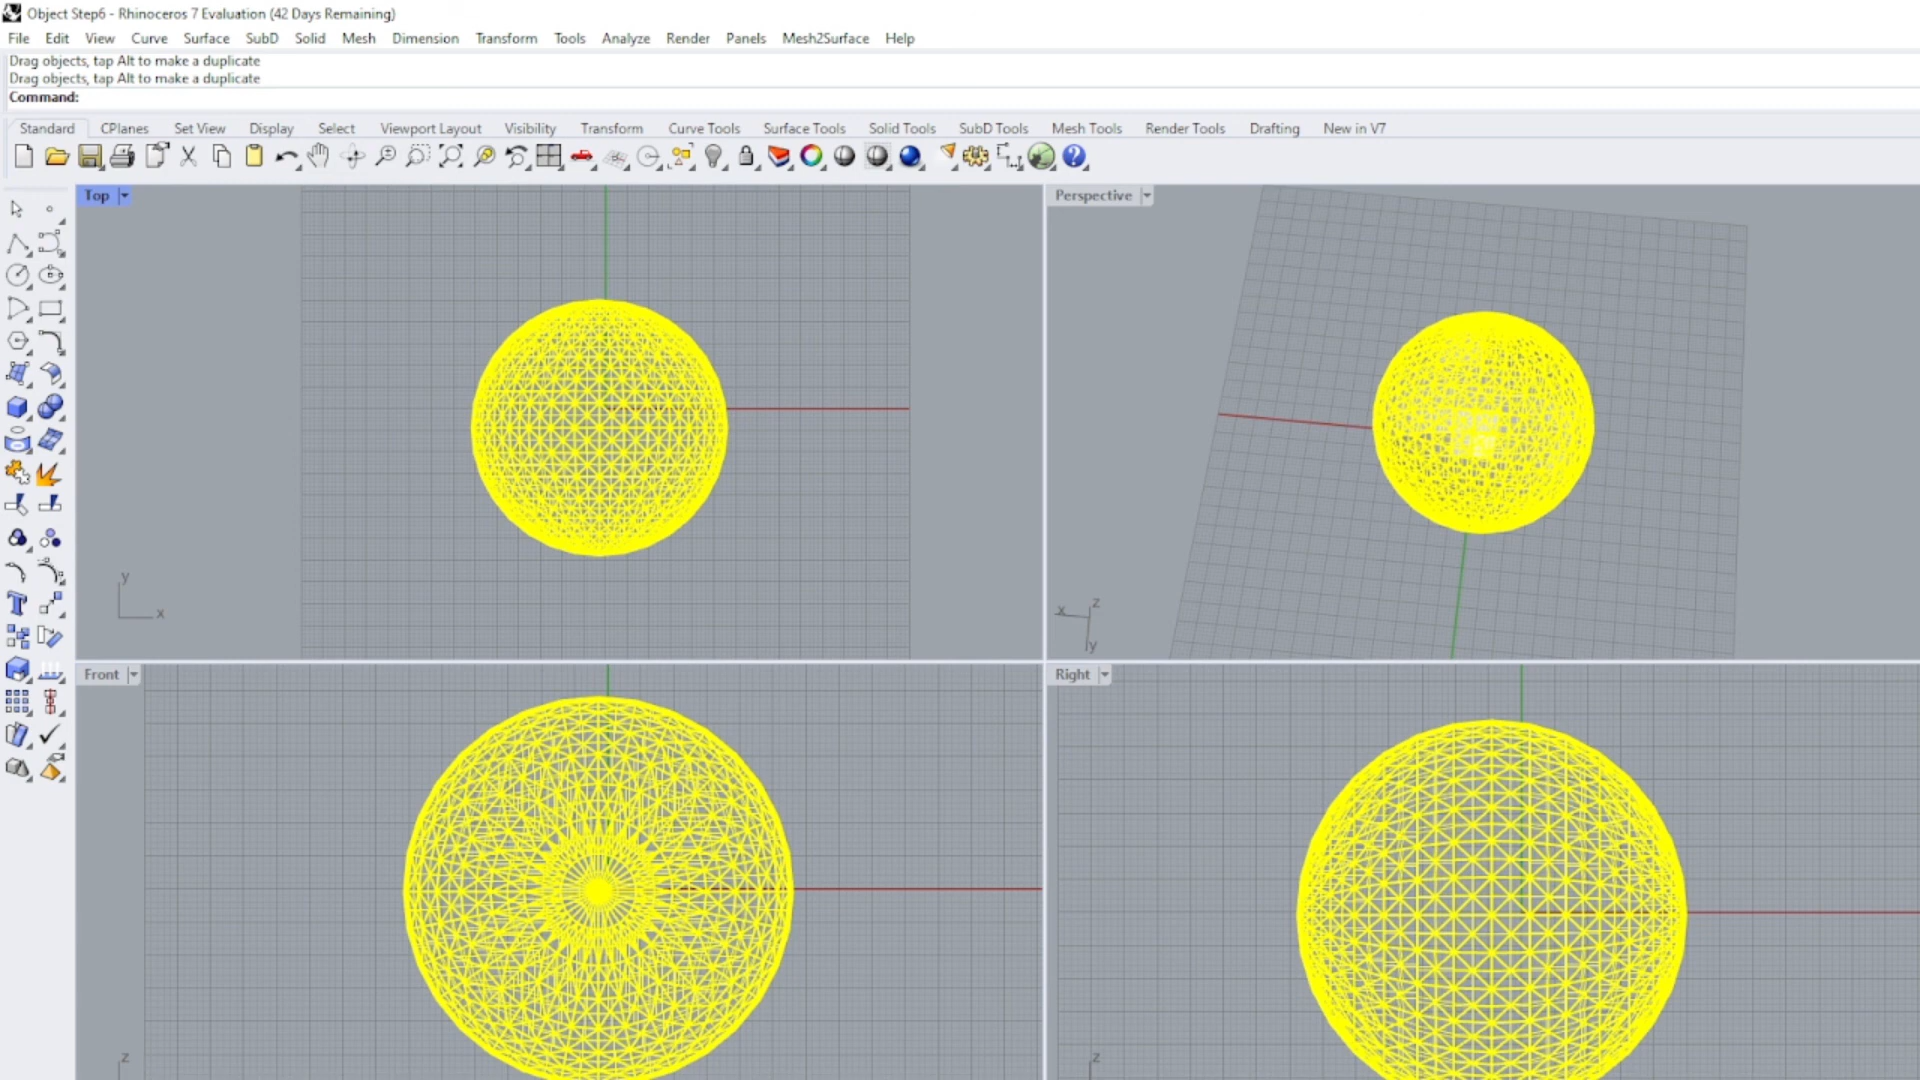 Object Step6 - Rhinoceros 7 Evaluation (42 Days Remaining)
File Edit View Curve Surface SubD Solid Mesh Dimension Transform Tools Analyze Render Panels Mesh2Surface Help
Drag objects, tap Alt to make a duplicate
Drag objects, tap Alt to make a duplicate
Command:
Standard CPlanes Set View Display Select Viewport Layout Visibility Transform Curve Tools Surface Tools Solid Tools SubD Tools Mesh Tools Render Tools Drafting New in V7
Top
Perspective
y
x
x
z
y
Front
Right
z
z